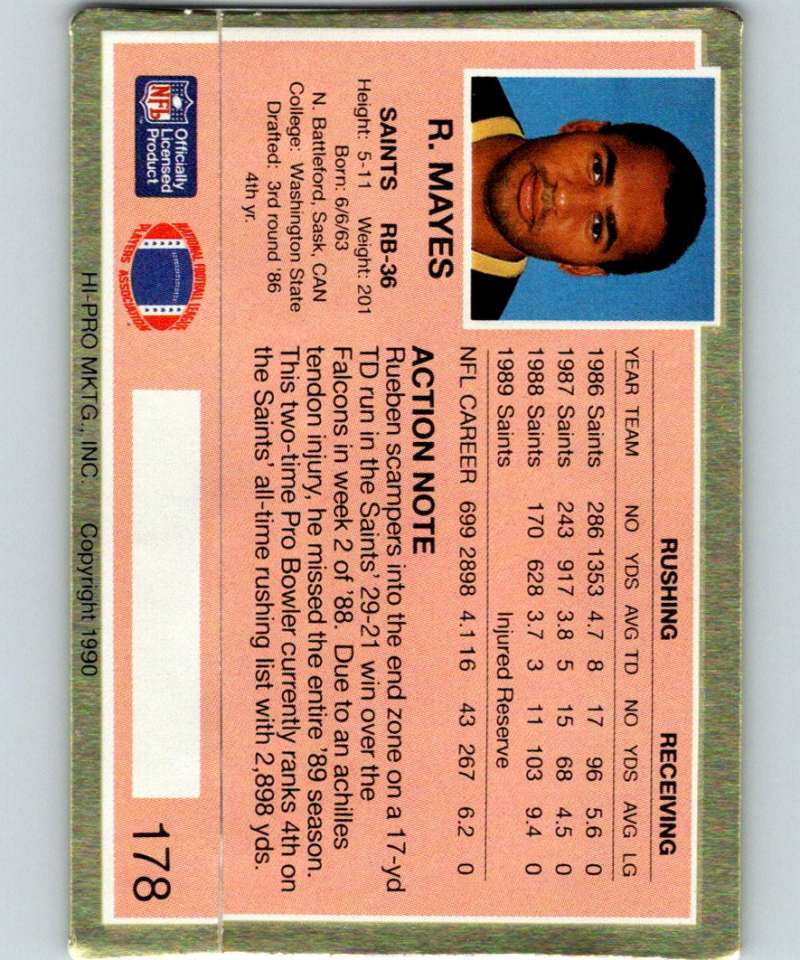 R. MAYES
SAINTS RB-36
Height: 5-11 Weight: 201
Born: 6/6/63
N. Battleford, Sask, CAN
College: Washington State
Drafted: 3rd round '86
4th yr.
RUSHING RECEIVING
YEAR TEAM NO YDS AVG TD NO YDS AVG LG
1986 Saints 286 1353 4.7 8 17 96 5.6 0
1987 Saints 243 917 3.8 5 15 68 4.5 0
1988 Saints 170 628 3.7 3 11 103 9.4 0
1989 Saints Injured Reserve
NFL CAREER 699 2898 4.1 16 43 267 6.2 0
ACTION NOTE
Rueben scampers into the end zone on a 17-yd
TD run in the Saints' 29-21 win over the
Falcons in week 2 of '88. Due to an achilles
tendon injury, he missed the entire '89 season.
This two-time Pro Bowler currently ranks 4th on
the Saints' all-time rushing list with 2,898 yds.
NFL
Officially
Licensed
Product
NATIONAL FOOTBALL LEAGUE
PLAYERS ASSOCIATION
178
HI-PRO MKTG., INC. Copyright 1990